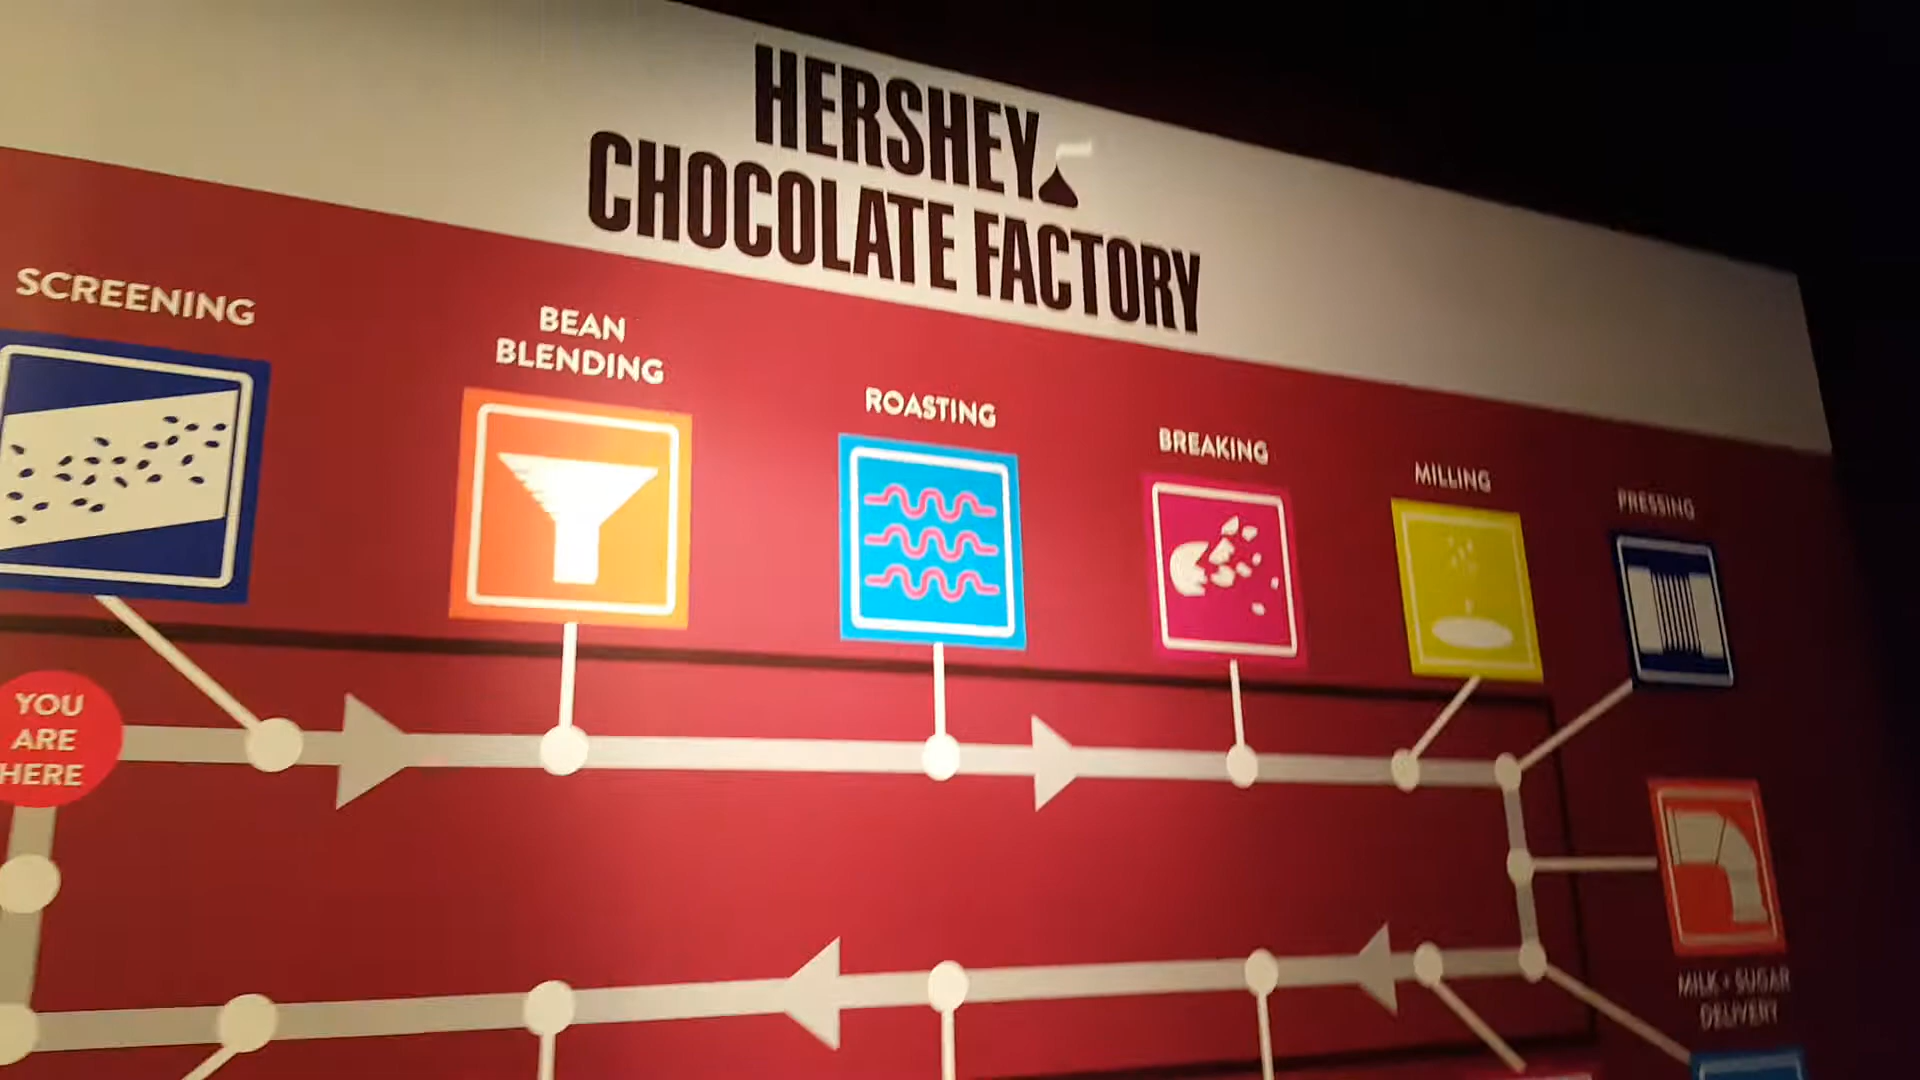 HERSHEY
CHOCOLATE FACTORY
SCREENING
BEAN
BLENDING
ROASTING
BREAKING
MILLING
PRESSING
YOU
ARE
HERE
MILK + SUGAR
DELIVERY